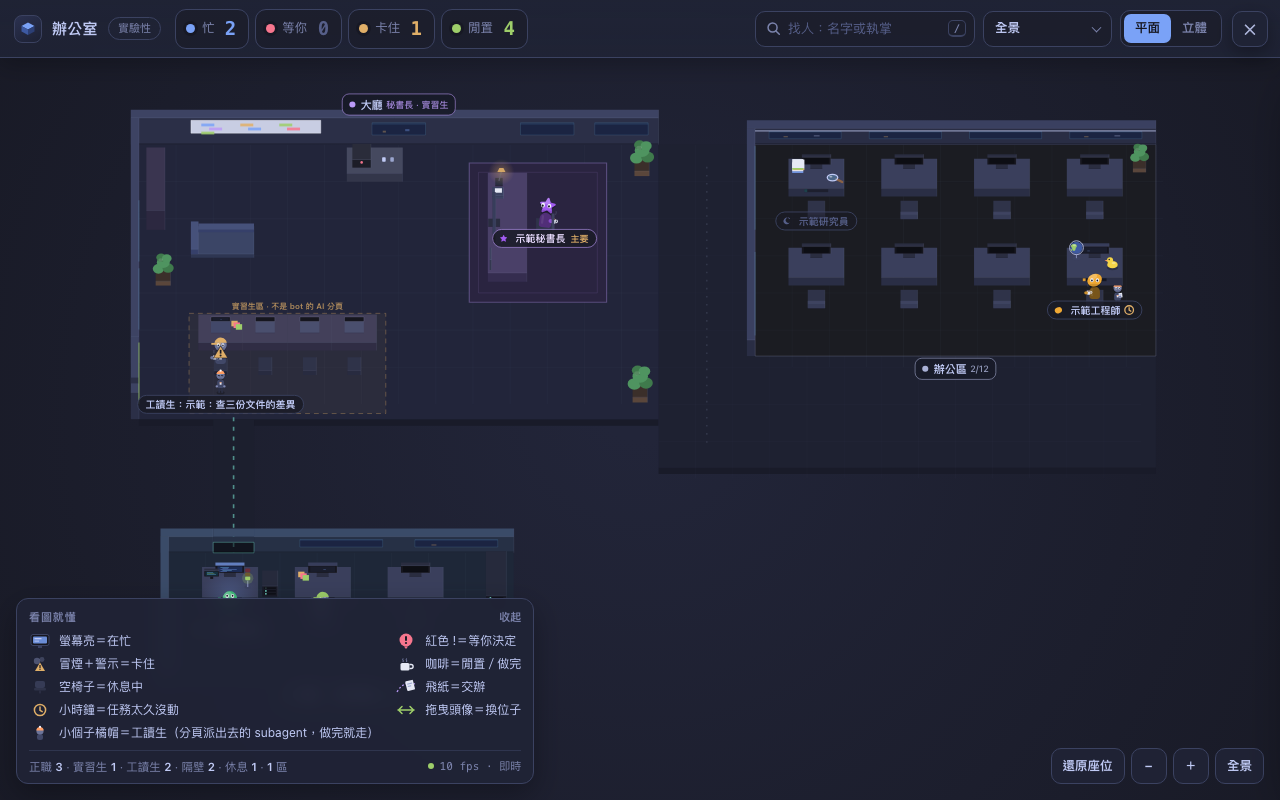 辦公室 實驗性 忙 2 等你 0 卡住 1 閒置 4 找人：名字或執掌 / 全景 平面 立體
大廳 秘書長 · 實習生
示範研究員
示範秘書長 主要
實習生區 · 不是 bot 的 AI 分頁
示範工程師
辦公區 2/12
工讀生：示範：查三份文件的差異
看圖就懂 收起
螢幕亮＝在忙 紅色 !＝等你決定
冒煙＋警示＝卡住 咖啡＝閒置 / 做完
空椅子＝休息中 飛紙＝交辦
小時鐘＝任務太久沒動 拖曳頭像＝換位子
小個子橘帽＝工讀生（分頁派出去的 subagent，做完就走）
正職 3 · 實習生 1 · 工讀生 2 · 隔壁 2 · 休息 1 · 1 區 10 fps · 即時
還原座位 − + 全景